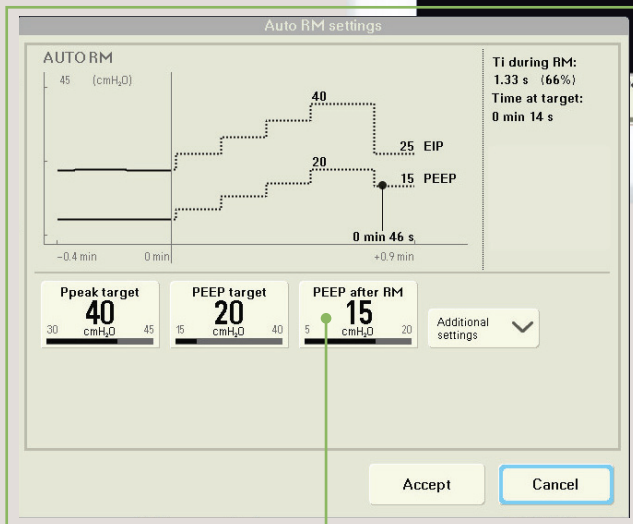 Auto RM settings
AUTO RM
45 (cmH₂O)
40
25 EIP
20
15 PEEP
0 min 46 s
-0.4 min 0 min +0.9 min
Ti during RM:
1.33 s (66%)
Time at target:
0 min 14 s
Ppeak target
40
30 cmH₂O 45
PEEP target
20
15 cmH₂O 40
PEEP after RM
15
5 cmH₂O 20
Additional
settings
Accept
Cancel